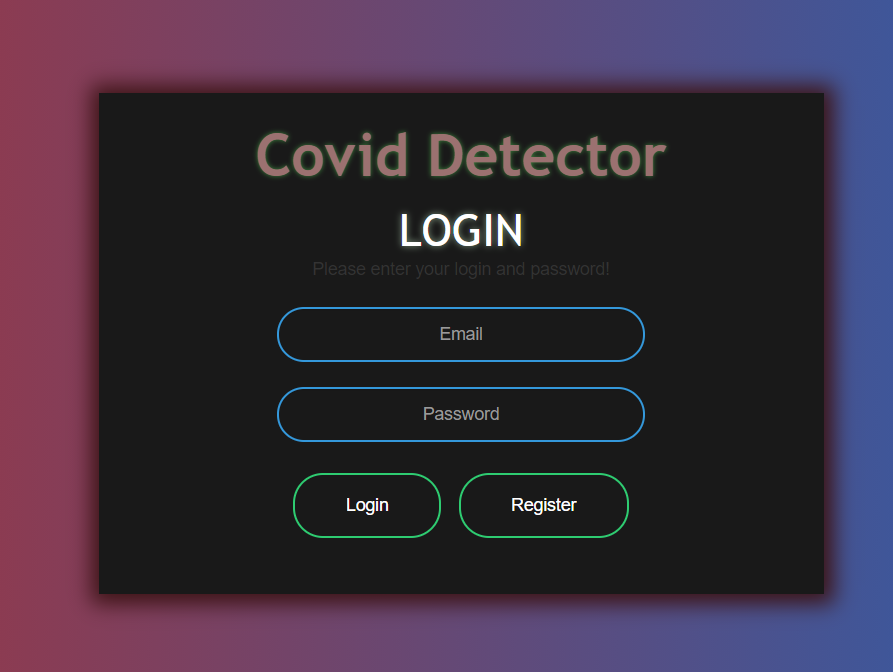 Covid Detector
LOGIN
Please enter your login and password!
Email
Password
Login
Register